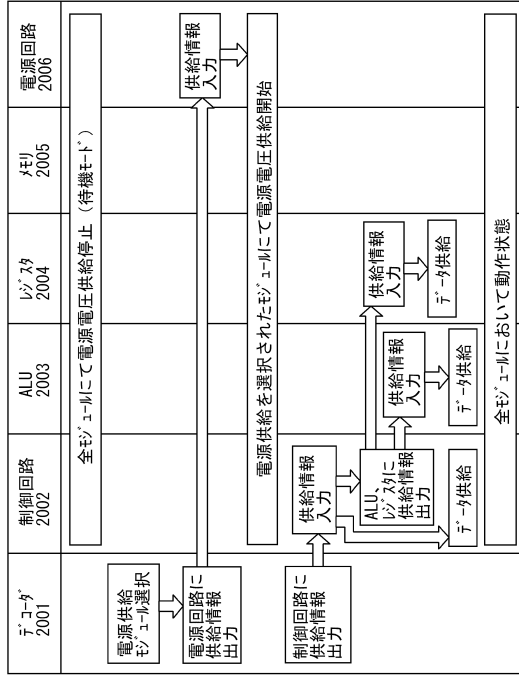 デコーダ
2001
制御回路
2002
ALU
2003
レジスタ
2004
メモリ
2005
電源回路
2006
全モジュールにて電源電圧供給停止（待機モード）
電源供給
モジュール選択
電源回路に
供給情報
出力
供給情報
入力
電源供給を選択されたモジュールにて電源電圧供給開始
制御回路に
供給情報
出力
供給情報
入力
ALU、
レジスタに
供給情報
出力
供給情報
入力
供給情報
入力
データ供給
データ供給
データ供給
全モジュールにおいて動作状態